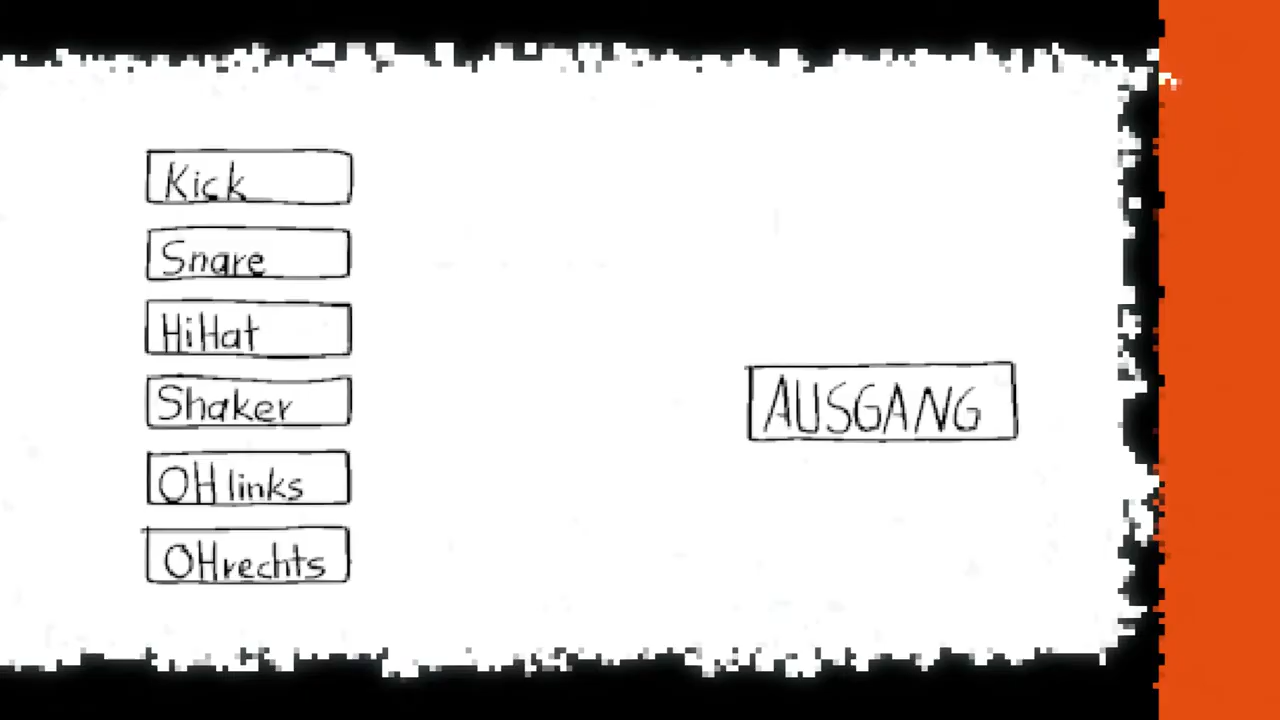 Kick
Snare
HiHat
Shaker
OH links
OH rechts
AUSGANG